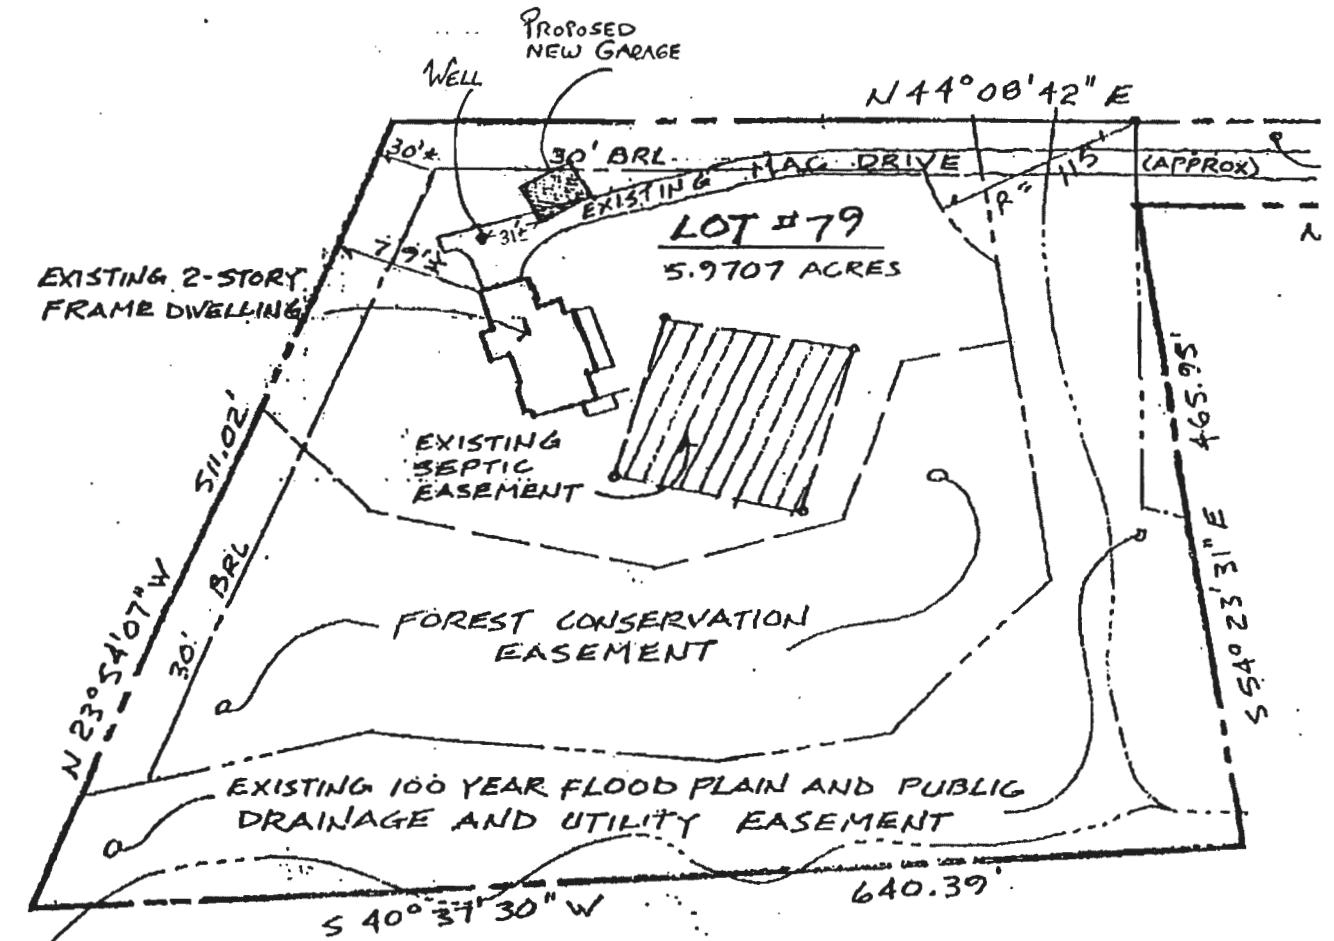 PROPOSED
NEW GARAGE
WELL
N 44° 08' 42" E
30'±
30' BRL
EXISTING MAC DRIVE (APPROX)
R = 115
31'±
LOT #79
5.9707 ACRES
EXISTING 2-STORY
FRAME DWELLING
EXISTING
SEPTIC
EASEMENT
511.02'
N 23° 54' 07" W
30' BRL
465.95'
S 54° 23' 31" E
FOREST CONSERVATION
EASEMENT
EXISTING 100 YEAR FLOOD PLAIN AND PUBLIC
DRAINAGE AND UTILITY EASEMENT
640.39'
S 40° 37' 30" W